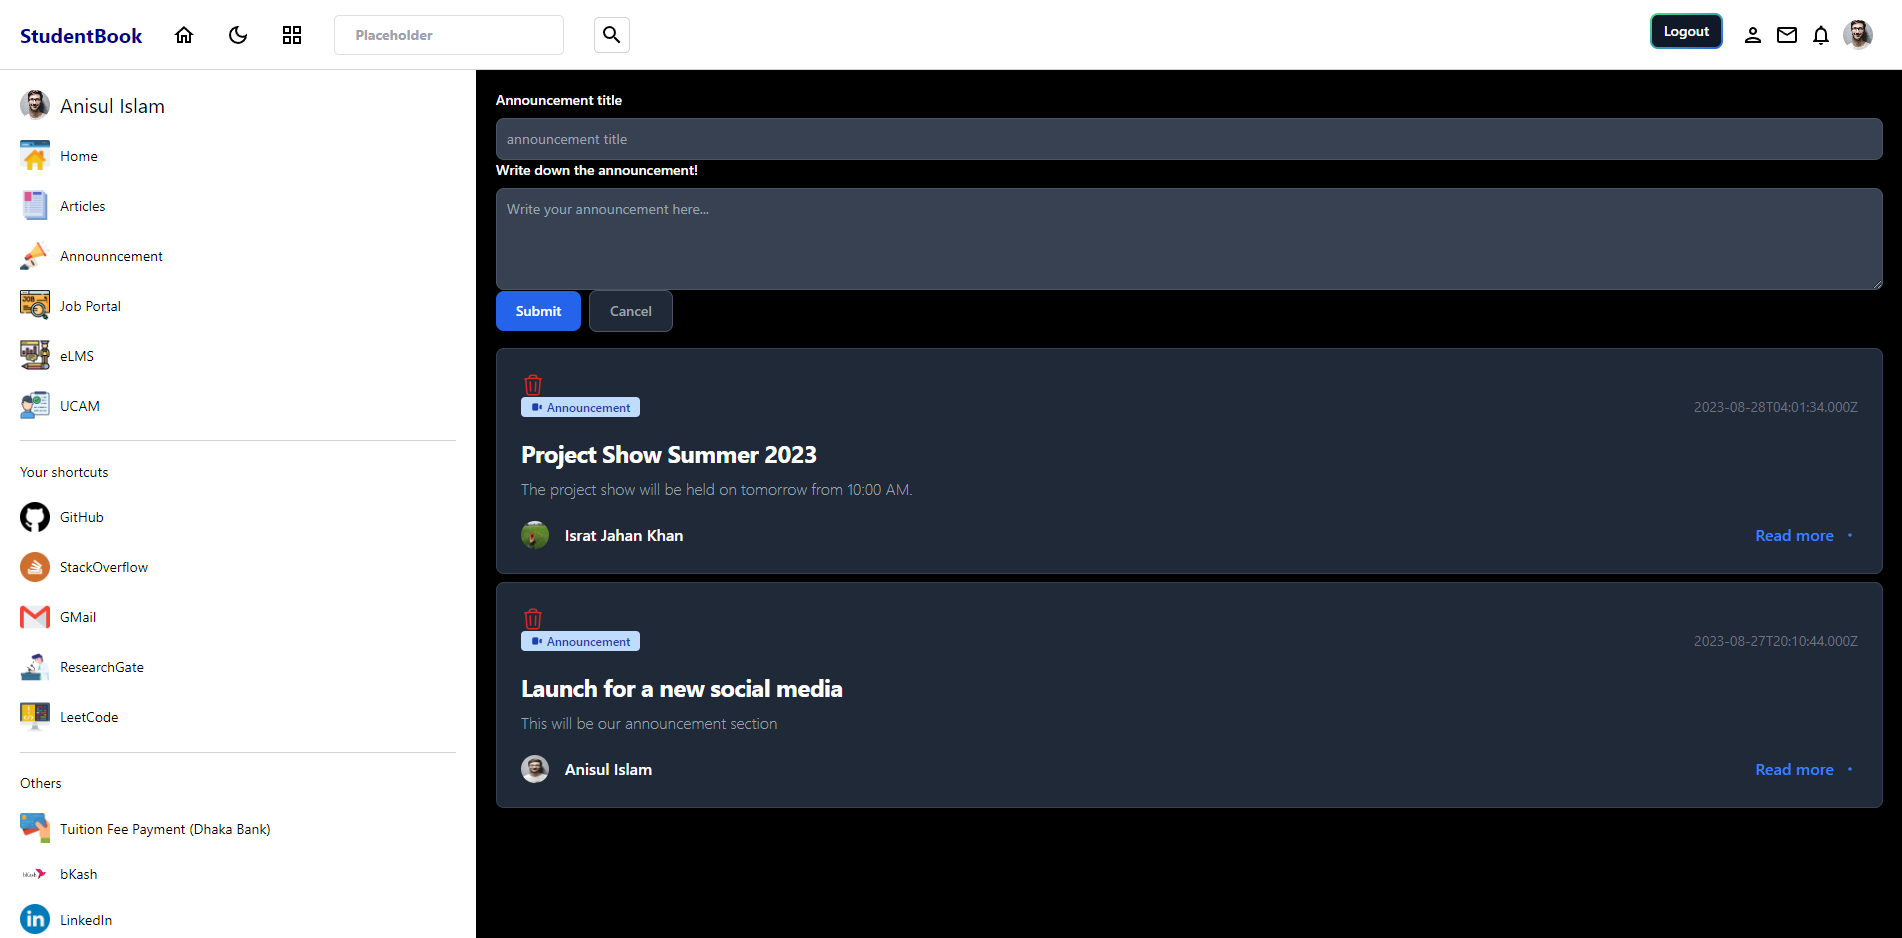 StudentBook
Placeholder
Logout
Anisul Islam
Home
Articles
Announncement
Job Portal
eLMS
UCAM
Your shortcuts
GitHub
StackOverflow
GMail
ResearchGate
LeetCode
Others
Tuition Fee Payment (Dhaka Bank)
bKash
LinkedIn
Announcement title
announcement title
Write down the announcement!
Write your announcement here...
Submit
Cancel
Announcement
2023-08-28T04:01:34.000Z
Project Show Summer 2023
The project show will be held on tomorrow from 10:00 AM.
Israt Jahan Khan
Read more
Announcement
2023-08-27T20:10:44.000Z
Launch for a new social media
This will be our announcement section
Anisul Islam
Read more